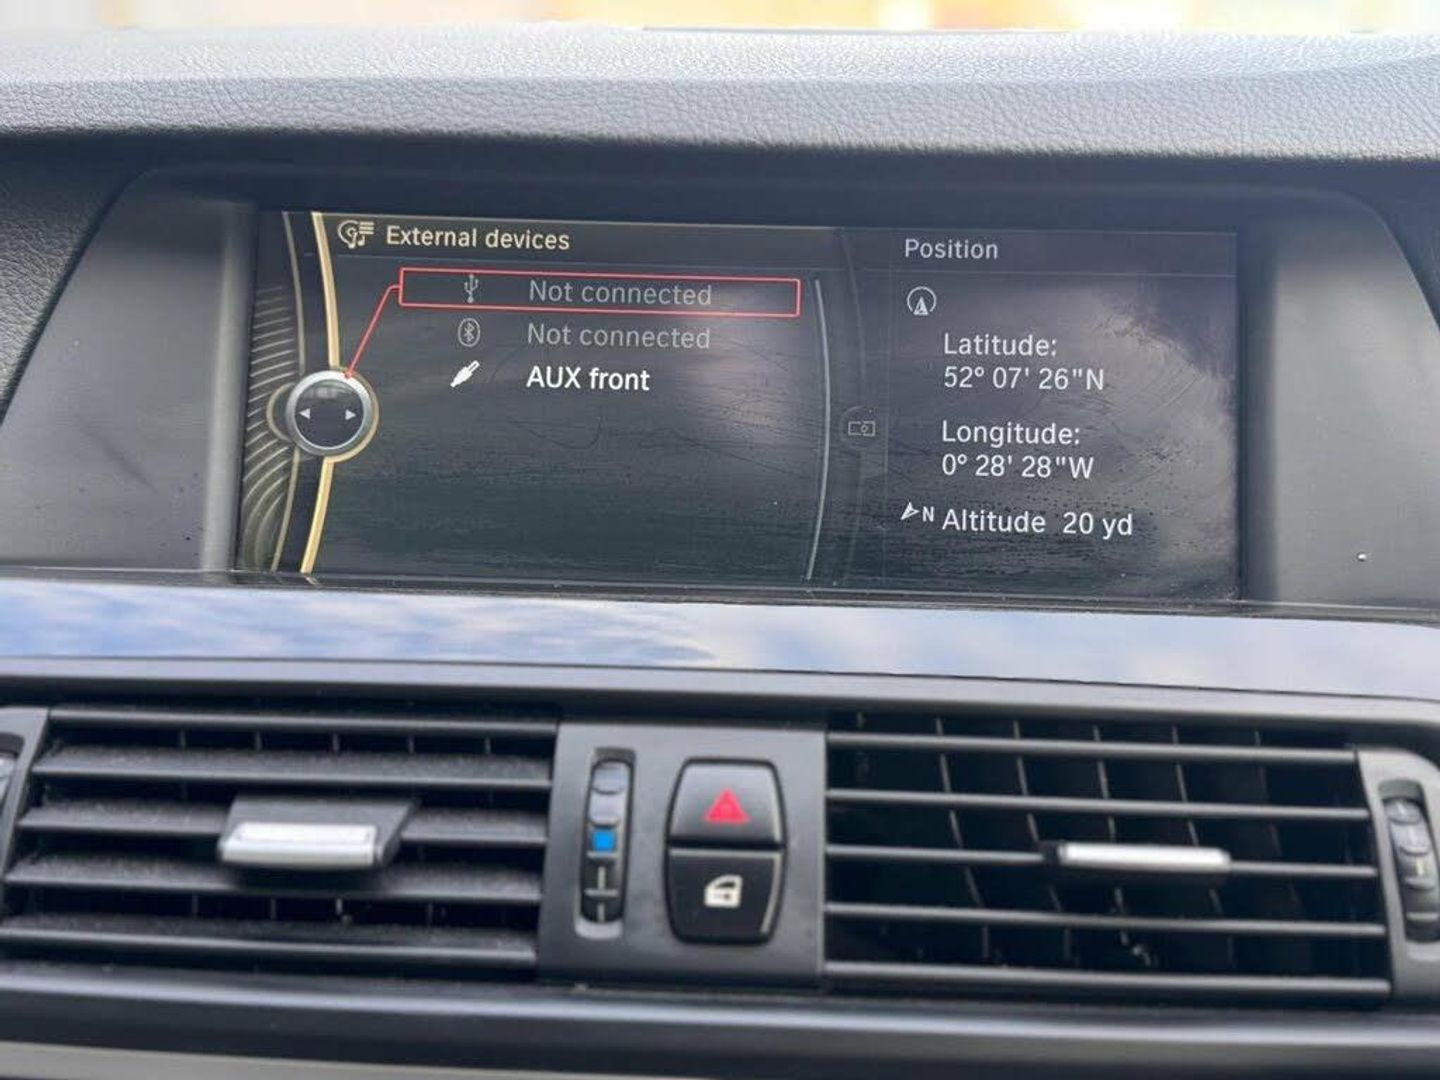 External devices
Not connected
Not connected
AUX front
Position
Latitude:
52° 07' 26"N
Longitude:
0° 28' 28"W
N Altitude 20 yd